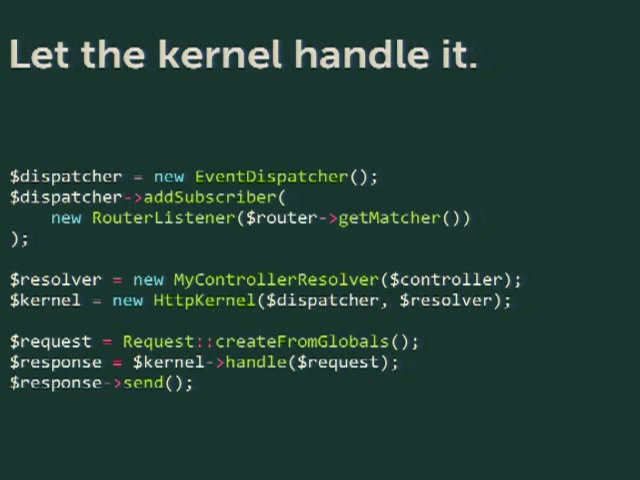 Let the kernel handle it.
$dispatcher = new EventDispatcher();
$dispatcher->addSubscriber(
    new RouterListener($router->getMatcher())
);
$resolver = new MyControllerResolver($controller);
$kernel = new HttpKernel($dispatcher, $resolver);
$request = Request::createFromGlobals();
$response = $kernel->handle($request);
$response->send();